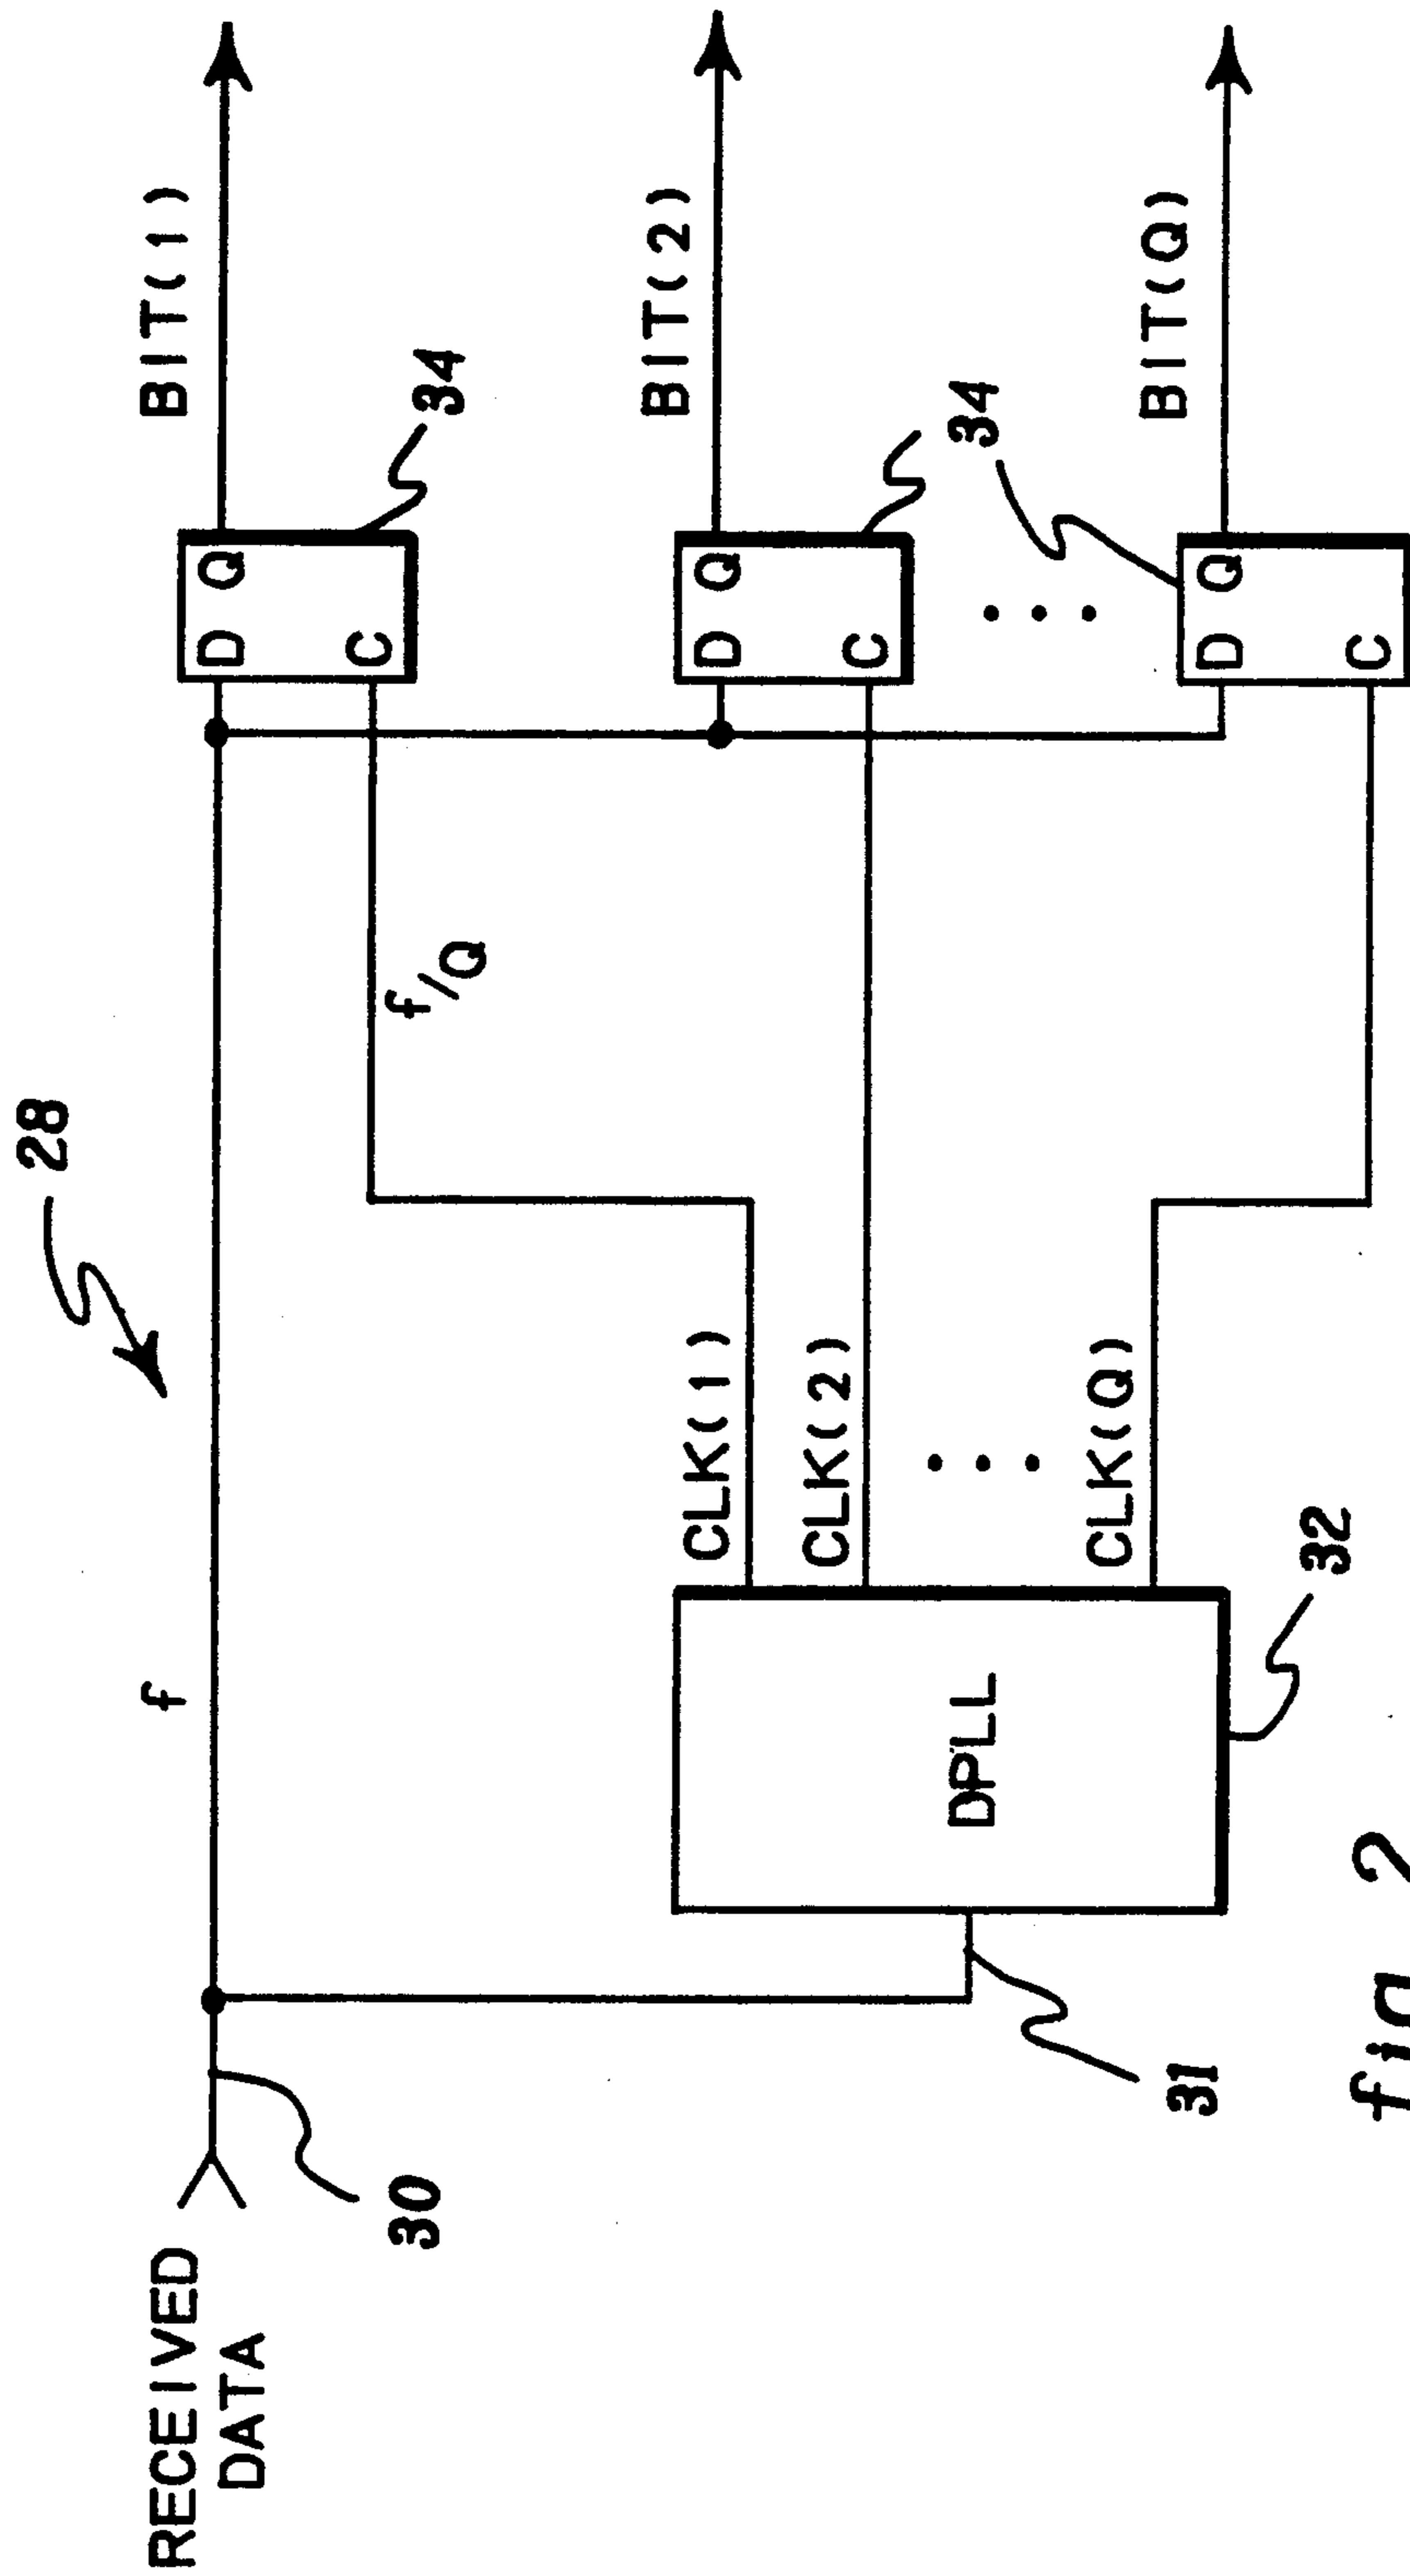 28
RECEIVED
DATA
30
f
BIT(1)
D Q
C
34
f/Q
CLK(1)
CLK(2)
CLK(Q)
DPLL
31
32
BIT(2)
D Q
C
34
BIT(Q)
D Q
C
fig. 2